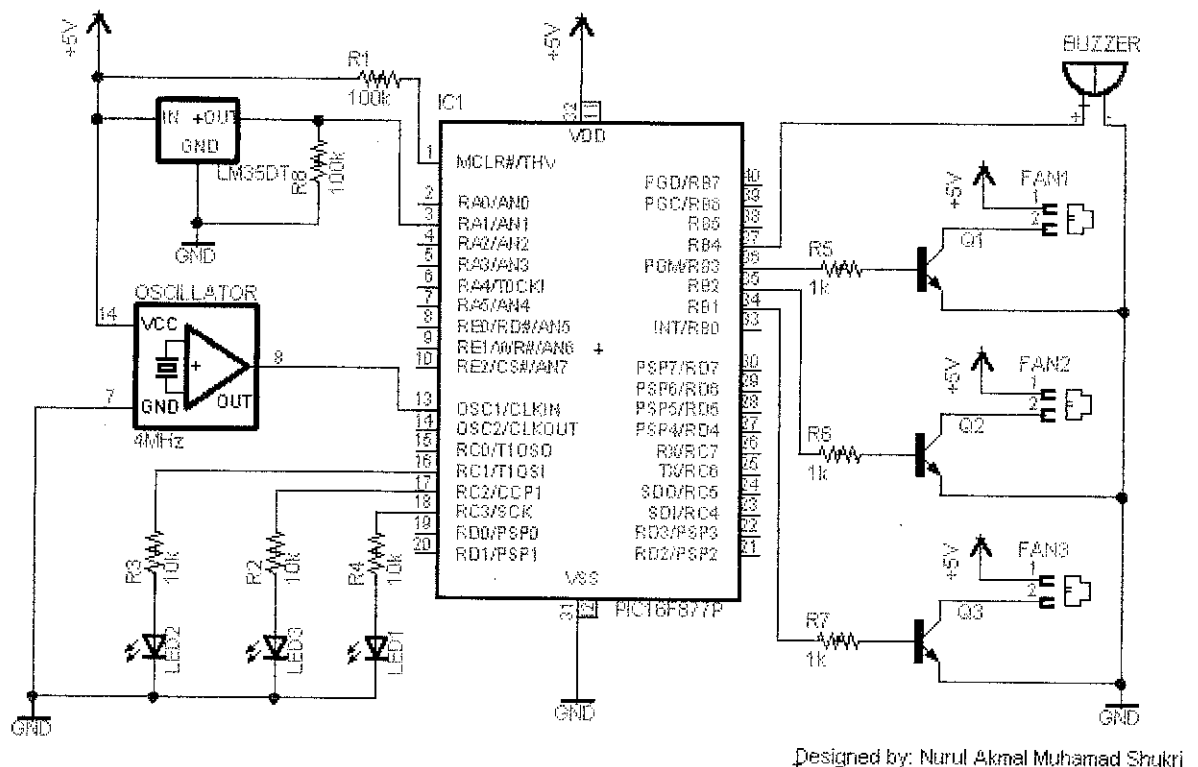 +5V
R1
100k
IN +OUT
GND
LM35DT
R8
100k
GND
OSCILLATOR
14
VCC
8
7
GND
OUT
4MHz
R3
10k
R2
10k
R4
10k
LED2
LED3
LED1
GND
+5V
IC1
32
11
VDD
1 MCLR#/THV
2 RA0/AN0
3 RA1/AN1
4 RA2/AN2
5 RA3/AN3
6 RA4/T0CKI
7 RA5/AN4
8 RE0/RD#/AN5
9 RE1/WR#/AN6
10 RE2/CS#/AN7
13 OSC1/CLKIN
14 OSC2/CLKOUT
15 RC0/T1OSO
16 RC1/T1OSI
17 RC2/CCP1
18 RC3/SCK
19 RD0/PSP0
20 RD1/PSP1
PGD/RB7 40
PGC/RB6 39
RB5 38
RB4 37
PGM/RB3 36
RB2 35
RB1 34
INT/RB0 33
PSP7/RD7 30
PSP6/RD6 29
PSP5/RD5 28
PSP4/RD4 27
RX/RC7 26
TX/RC6 25
SDO/RC5 24
SDI/RC4 23
RD3/PSP3 22
RD2/PSP2 21
VSS
31
12
PIC16F877P
GND
BUZZER
+ -
+5V
FAN1
1
2
Q1
R5
1k
+5V
FAN2
1
2
Q2
R6
1k
+5V
FAN3
1
2
Q3
R7
1k
GND
Designed by: Nurul Akmal Muhamad Shukri